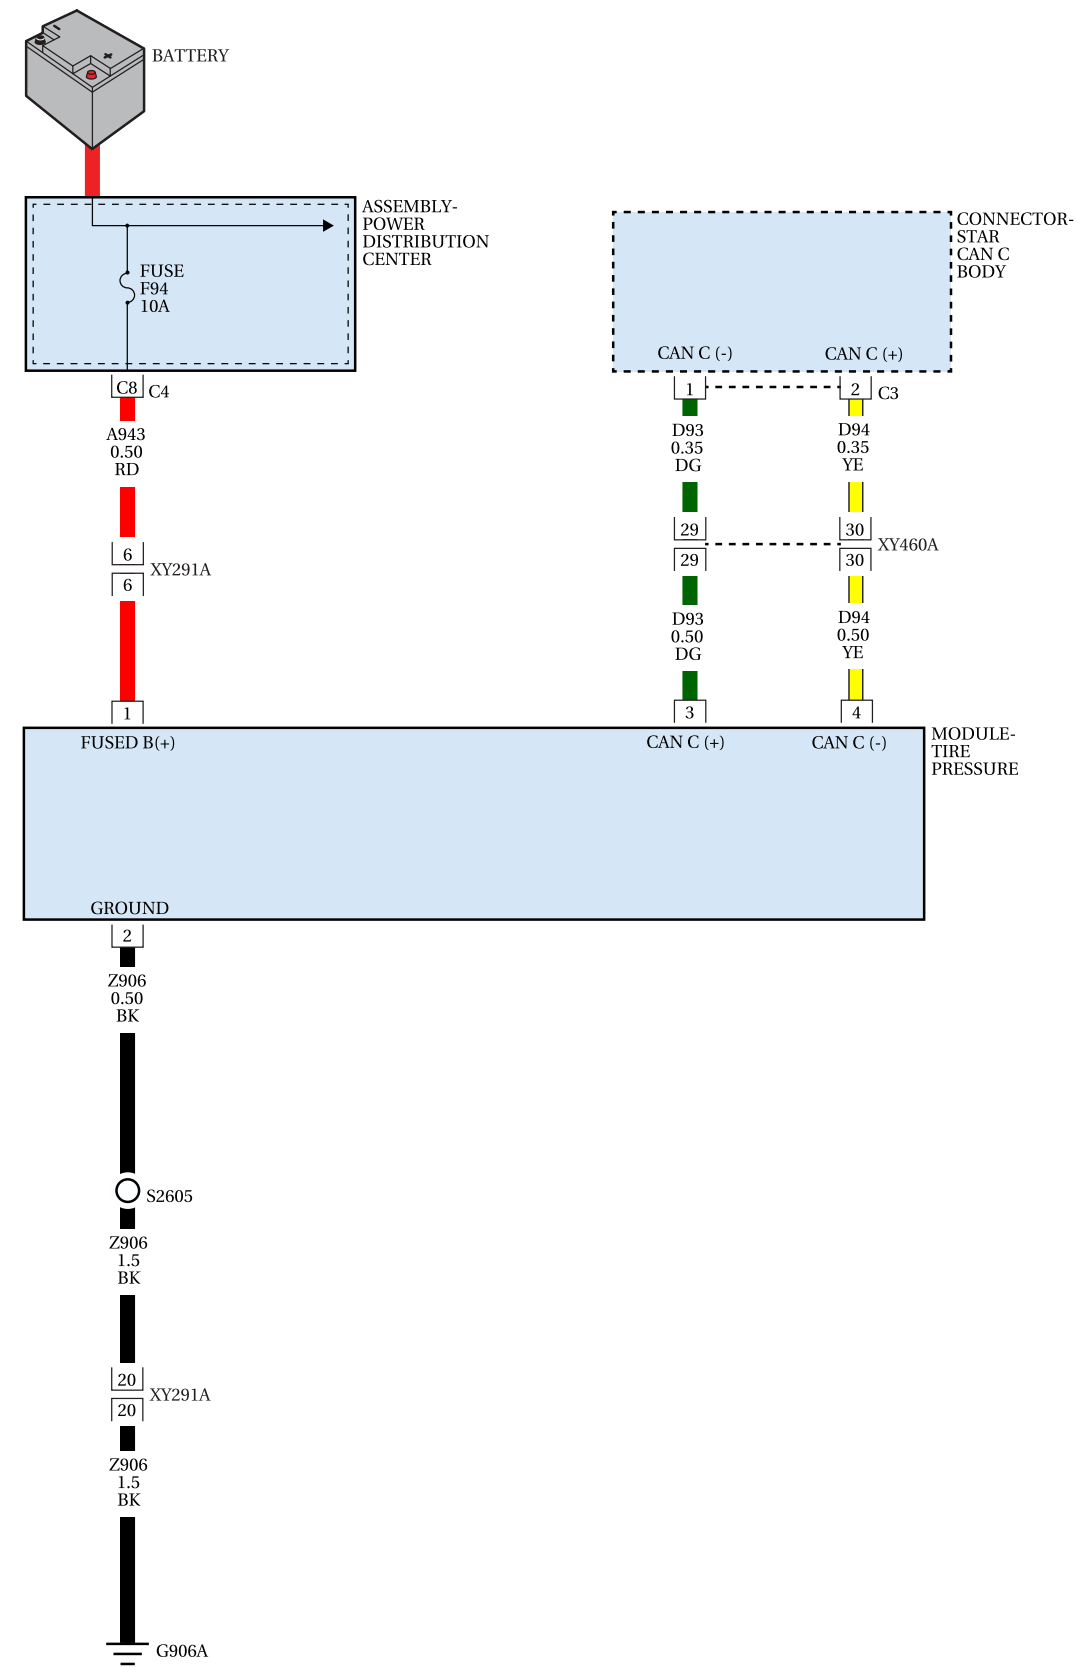 BATTERY
ASSEMBLY-
POWER
DISTRIBUTION
CENTER
FUSE
F94
10A
C8
C4
A943
0.50
RD
6
XY291A
6
1
CONNECTOR-
STAR
CAN C
BODY
CAN C (-)
CAN C (+)
1
2
C3
D93
0.35
DG
D94
0.35
YE
29
30
XY460A
29
30
D93
0.50
DG
D94
0.50
YE
3
4
FUSED B(+)
CAN C (+)
CAN C (-)
MODULE-
TIRE
PRESSURE
GROUND
2
Z906
0.50
BK
S2605
Z906
1.5
BK
20
XY291A
20
Z906
1.5
BK
G906A